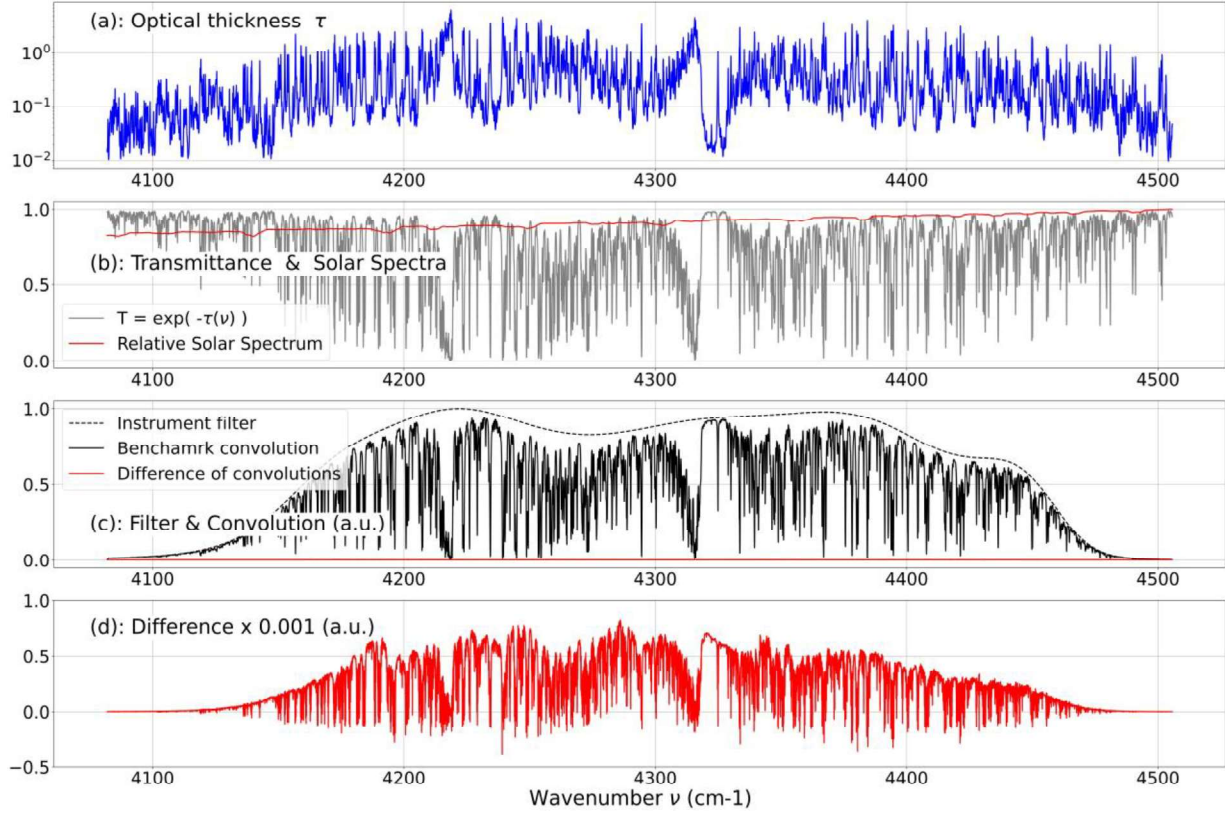 (a): Optical thickness τ
10⁰
10⁻¹
10⁻²
4100 4200 4300 4400 4500
1.0
0.5
0.0
(b): Transmittance & Solar Spectra
T = exp( -τ(ν) )
Relative Solar Spectrum
4100 4200 4300 4400 4500
1.0
0.5
0.0
Instrument filter
Benchamrk convolution
Difference of convolutions
(c): Filter & Convolution (a.u.)
4100 4200 4300 4400 4500
1.0
0.5
0.0
−0.5
(d): Difference x 0.001 (a.u.)
4100 4200 4300 4400 4500
Wavenumber ν (cm-1)